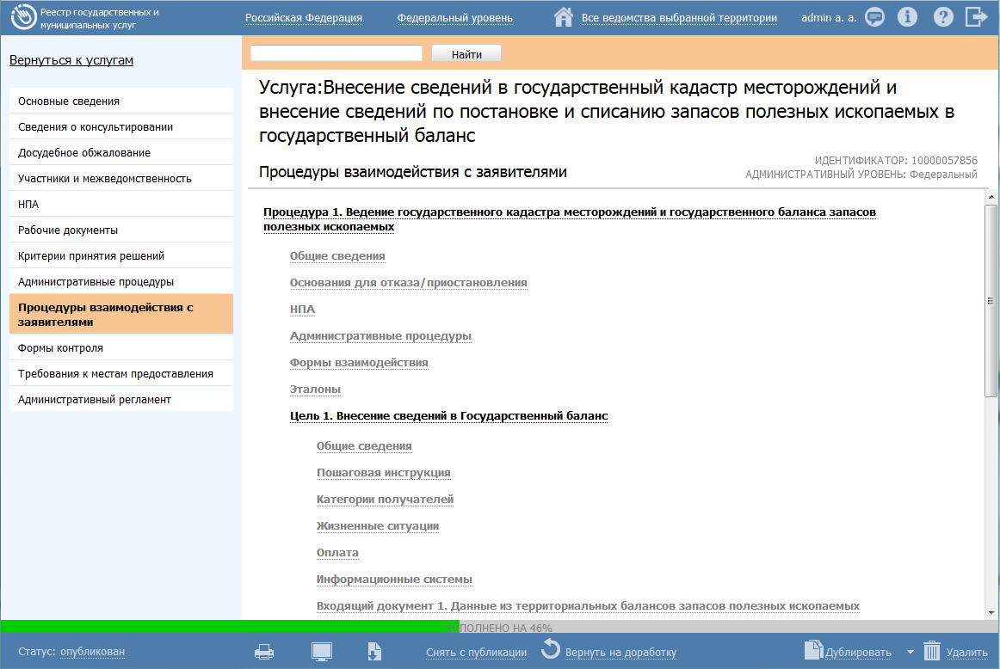 Реестр государственных и
муниципальных услуг
Российская Федерация
Федеральный уровень
Все ведомства выбранной территории
admin a. a.
Вернуться к услугам
Найти
Основные сведения
Сведения о консультировании
Досудебное обжалование
Участники и межведомственность
НПА
Рабочие документы
Критерии принятия решений
Административные процедуры
Процедуры взаимодействия с
заявителями
Формы контроля
Требования к местам предоставления
Административный регламент
Услуга:Внесение сведений в государственный кадастр месторождений и
внесение сведений по постановке и списанию запасов полезных ископаемых в
государственный баланс
Процедуры взаимодействия с заявителями
ИДЕНТИФИКАТОР: 10000057856
АДМИНИСТРАТИВНЫЙ УРОВЕНЬ: Федеральный
Процедура 1. Ведение государственного кадастра месторождений и государственного баланса запасов
полезных ископаемых
Общие сведения
Основания для отказа/приостановления
НПА
Административные процедуры
Формы взаимодействия
Эталоны
Цель 1. Внесение сведений в Государственный баланс
Общие сведения
Пошаговая инструкция
Категории получателей
Жизненные ситуации
Оплата
Информационные системы
Входящий документ 1. Данные из территориальных балансов запасов полезных ископаемых
ЗАПОЛНЕНО НА 46%
Статус: опубликован
Снять с публикации
Вернуть на доработку
Дублировать
Удалить